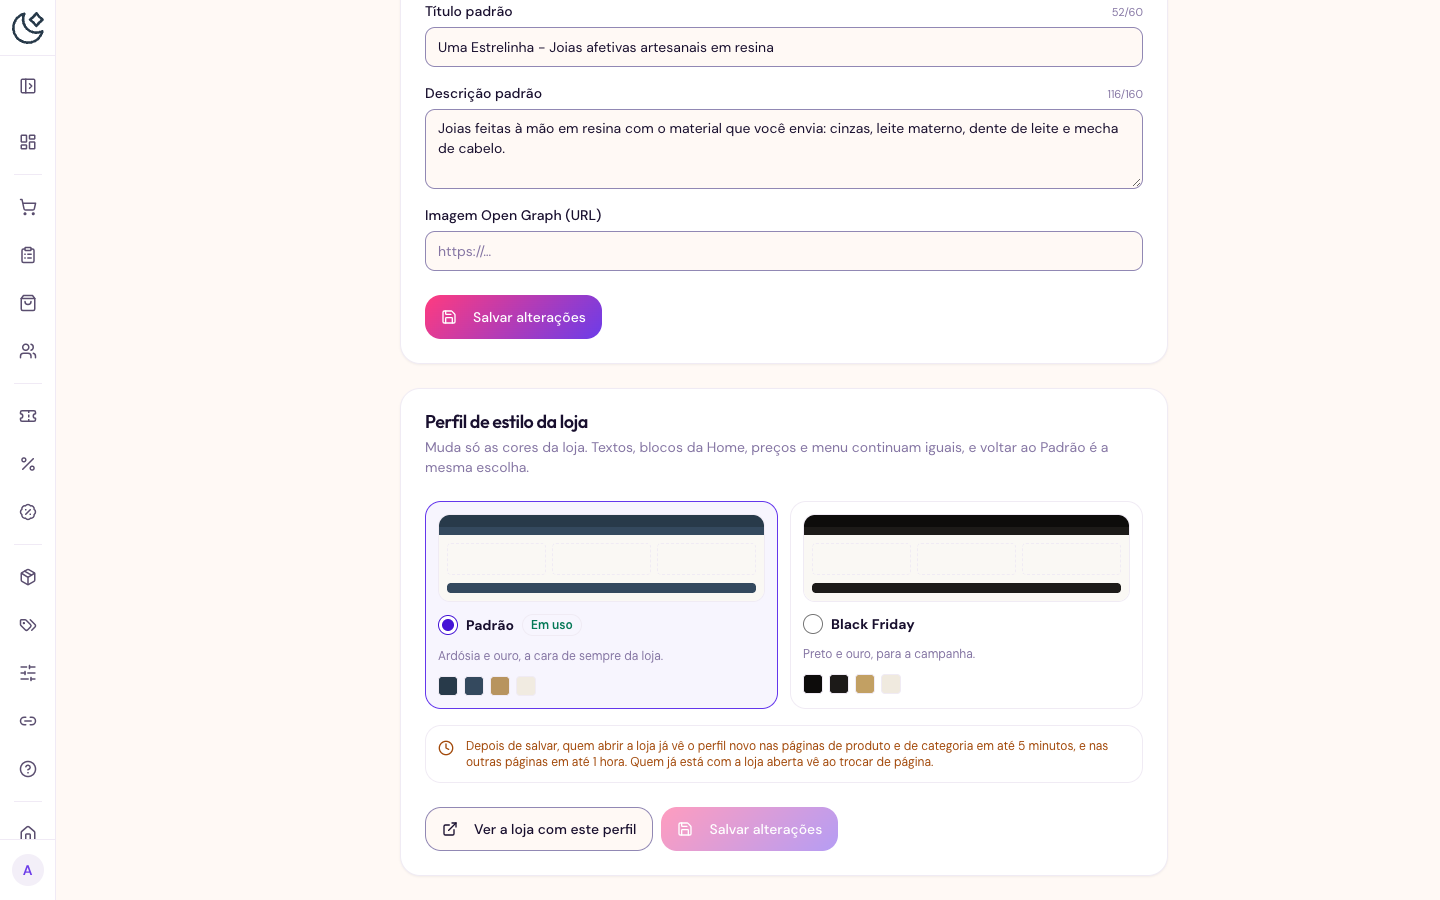 Título padrão
52/60
Uma Estrelinha - Joias afetivas artesanais em resina
Descrição padrão
116/160
Joias feitas à mão em resina com o material que você envia: cinzas, leite materno, dente de leite e mecha
de cabelo.
Imagem Open Graph (URL)
https://...
Salvar alterações
Perfil de estilo da loja
Muda só as cores da loja. Textos, blocos da Home, preços e menu continuam iguais, e voltar ao Padrão é a
mesma escolha.
Padrão
Em uso
Ardósia e ouro, a cara de sempre da loja.
Black Friday
Preto e ouro, para a campanha.
Depois de salvar, quem abrir a loja já vê o perfil novo nas páginas de produto e de categoria em até 5 minutos, e nas
outras páginas em até 1 hora. Quem já está com a loja aberta vê ao trocar de página.
Ver a loja com este perfil
Salvar alterações
A